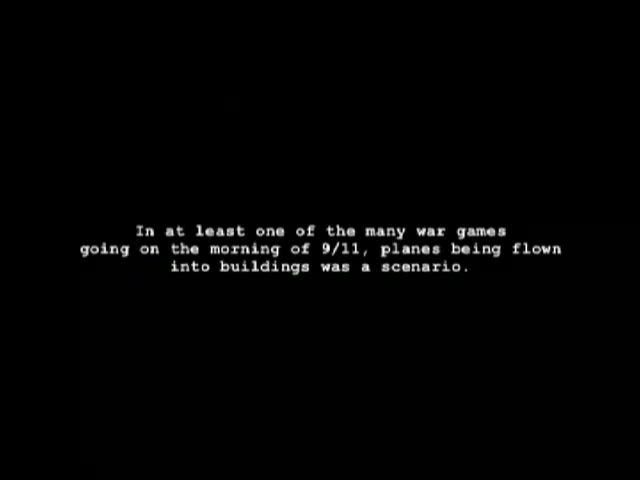 In at least one of the many war games
going on the morning of 9/11, planes being flown
into buildings was a scenario.